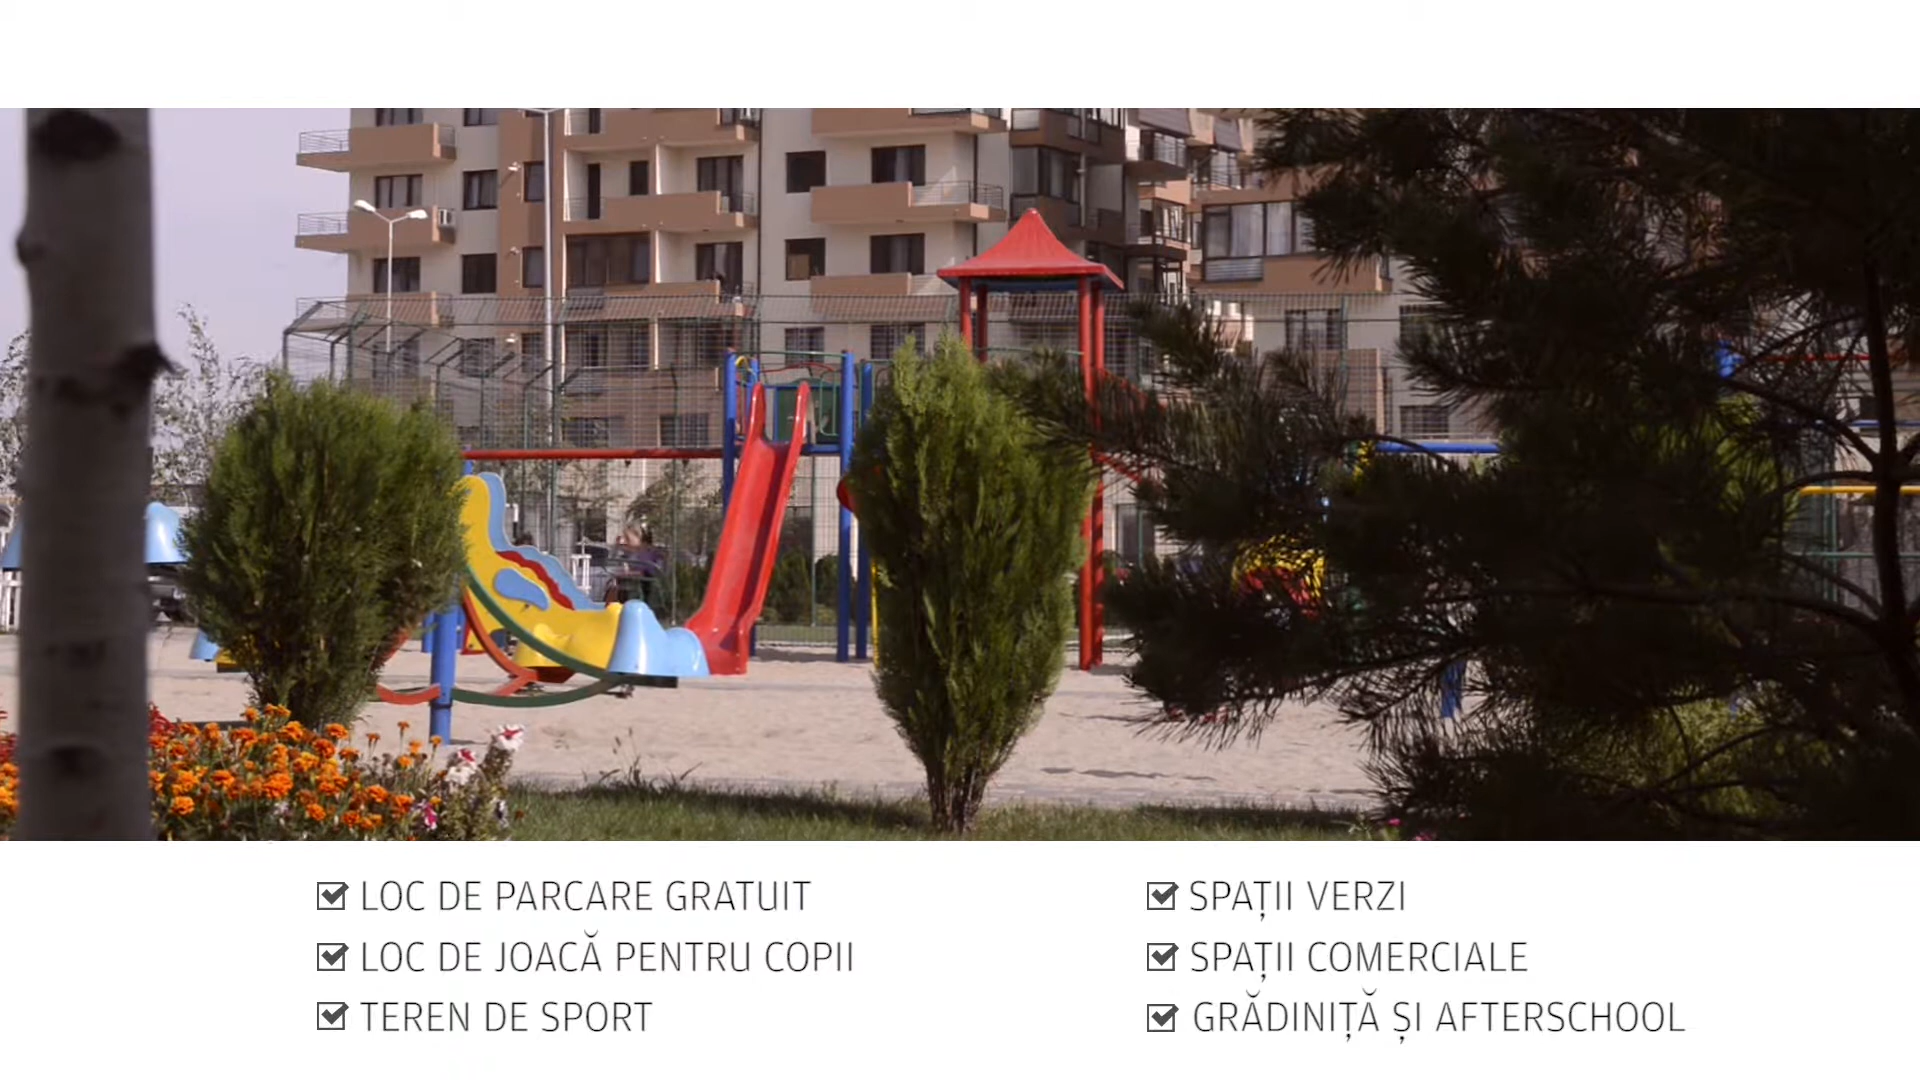 LOC DE PARCARE GRATUIT
LOC DE JOACĂ PENTRU COPII
TEREN DE SPORT
SPAȚII VERZI
SPAȚII COMERCIALE
GRĂDINIȚĂ ȘI AFTERSCHOOL